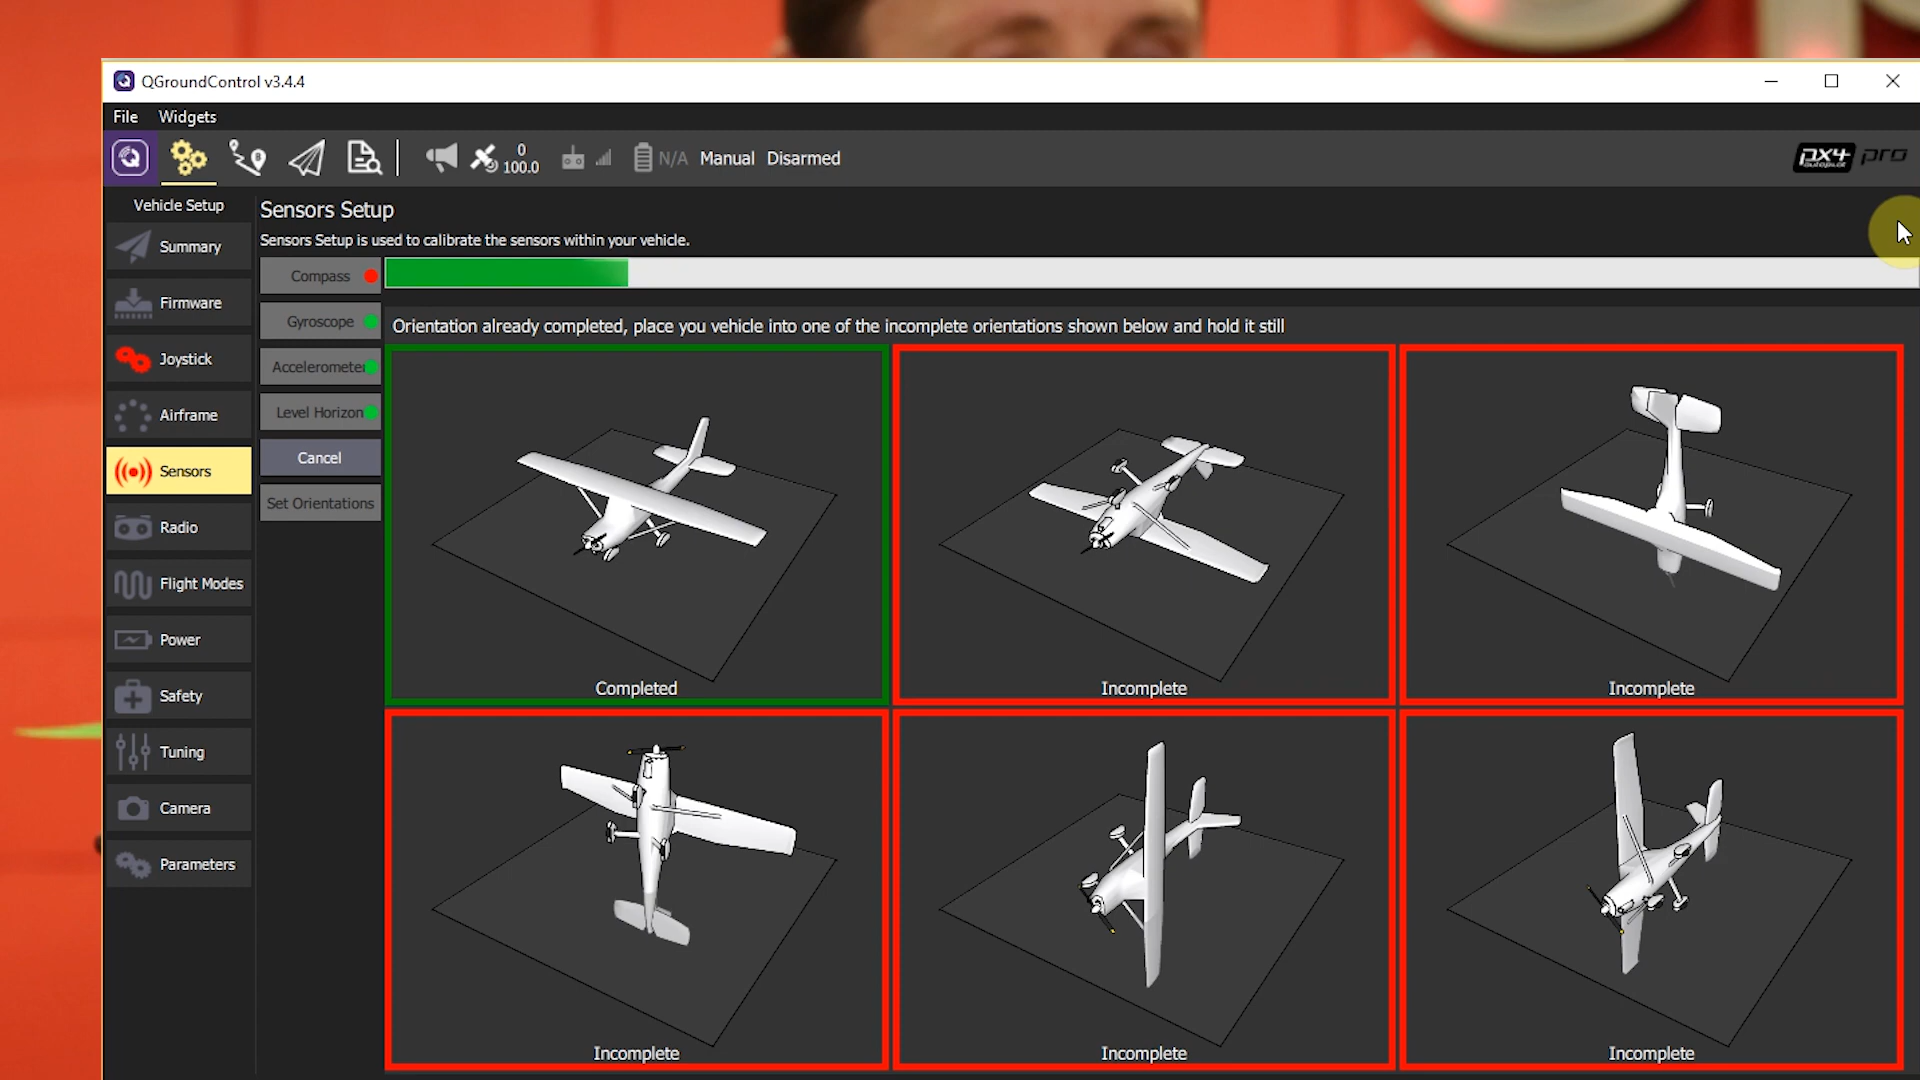 QGroundControl v3.4.4
File Widgets
0
100.0
N/A Manual Disarmed
px4 pro
autopilot
Vehicle Setup
Summary
Firmware
Joystick
Airframe
Sensors
Radio
Flight Modes
Power
Safety
Tuning
Camera
Parameters
Sensors Setup
Sensors Setup is used to calibrate the sensors within your vehicle.
Compass
Gyroscope
Accelerometer
Level Horizon
Cancel
Set Orientations
Orientation already completed, place you vehicle into one of the incomplete orientations shown below and hold it still
Completed
Incomplete
Incomplete
Incomplete
Incomplete
Incomplete